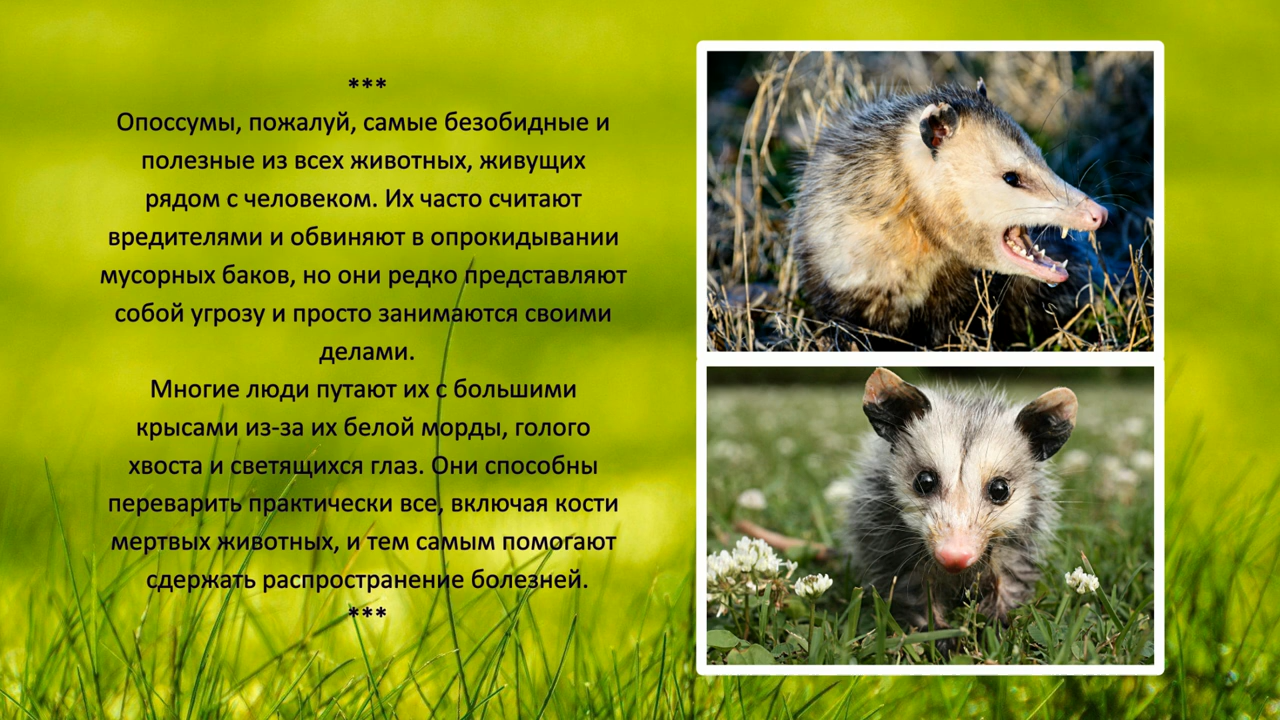 ***
Опоссумы, пожалуй, самые безобидные и
полезные из всех животных, живущих
рядом с человеком. Их часто считают
вредителями и обвиняют в опрокидывании
мусорных баков, но они редко представляют
собой угрозу и просто занимаются своими
делами.
Многие люди путают их с большими
крысами из-за их белой морды, голого
хвоста и светящихся глаз. Они способны
переварить практически все, включая кости
мертвых животных, и тем самым помогают
сдержать распространение болезней.
***